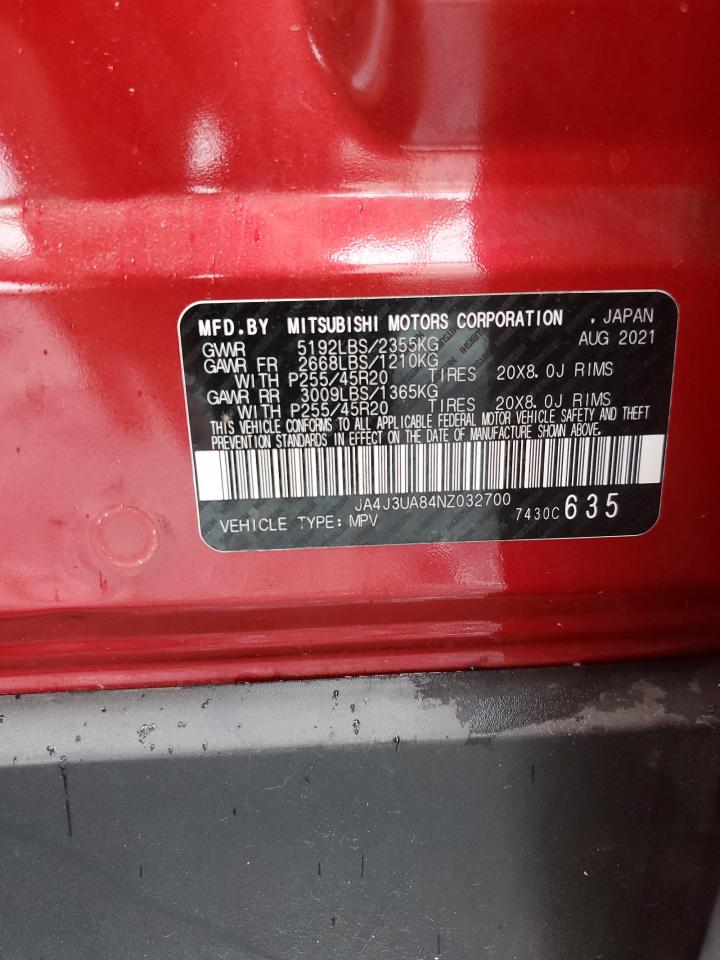 MFD.BY MITSUBISHI MOTORS CORPORATION , JAPAN
GVWR 5192LBS/2355KG AUG 2021
GAWR FR 2668LBS/1210KG
WITH P255/45R20 TIRES 20X8.0J RIMS
GAWR RR 3009LBS/1365KG
WITH P255/45R20 TIRES 20X8.0J RIMS
THIS VEHICLE CONFORMS TO ALL APPLICABLE FEDERAL MOTOR VEHICLE SAFETY AND THEFT
PREVENTION STANDARDS IN EFFECT ON THE DATE OF MANUFACTURE SHOWN ABOVE.
JA4J3UA84NZ032700
VEHICLE TYPE: MPV 7430C 635